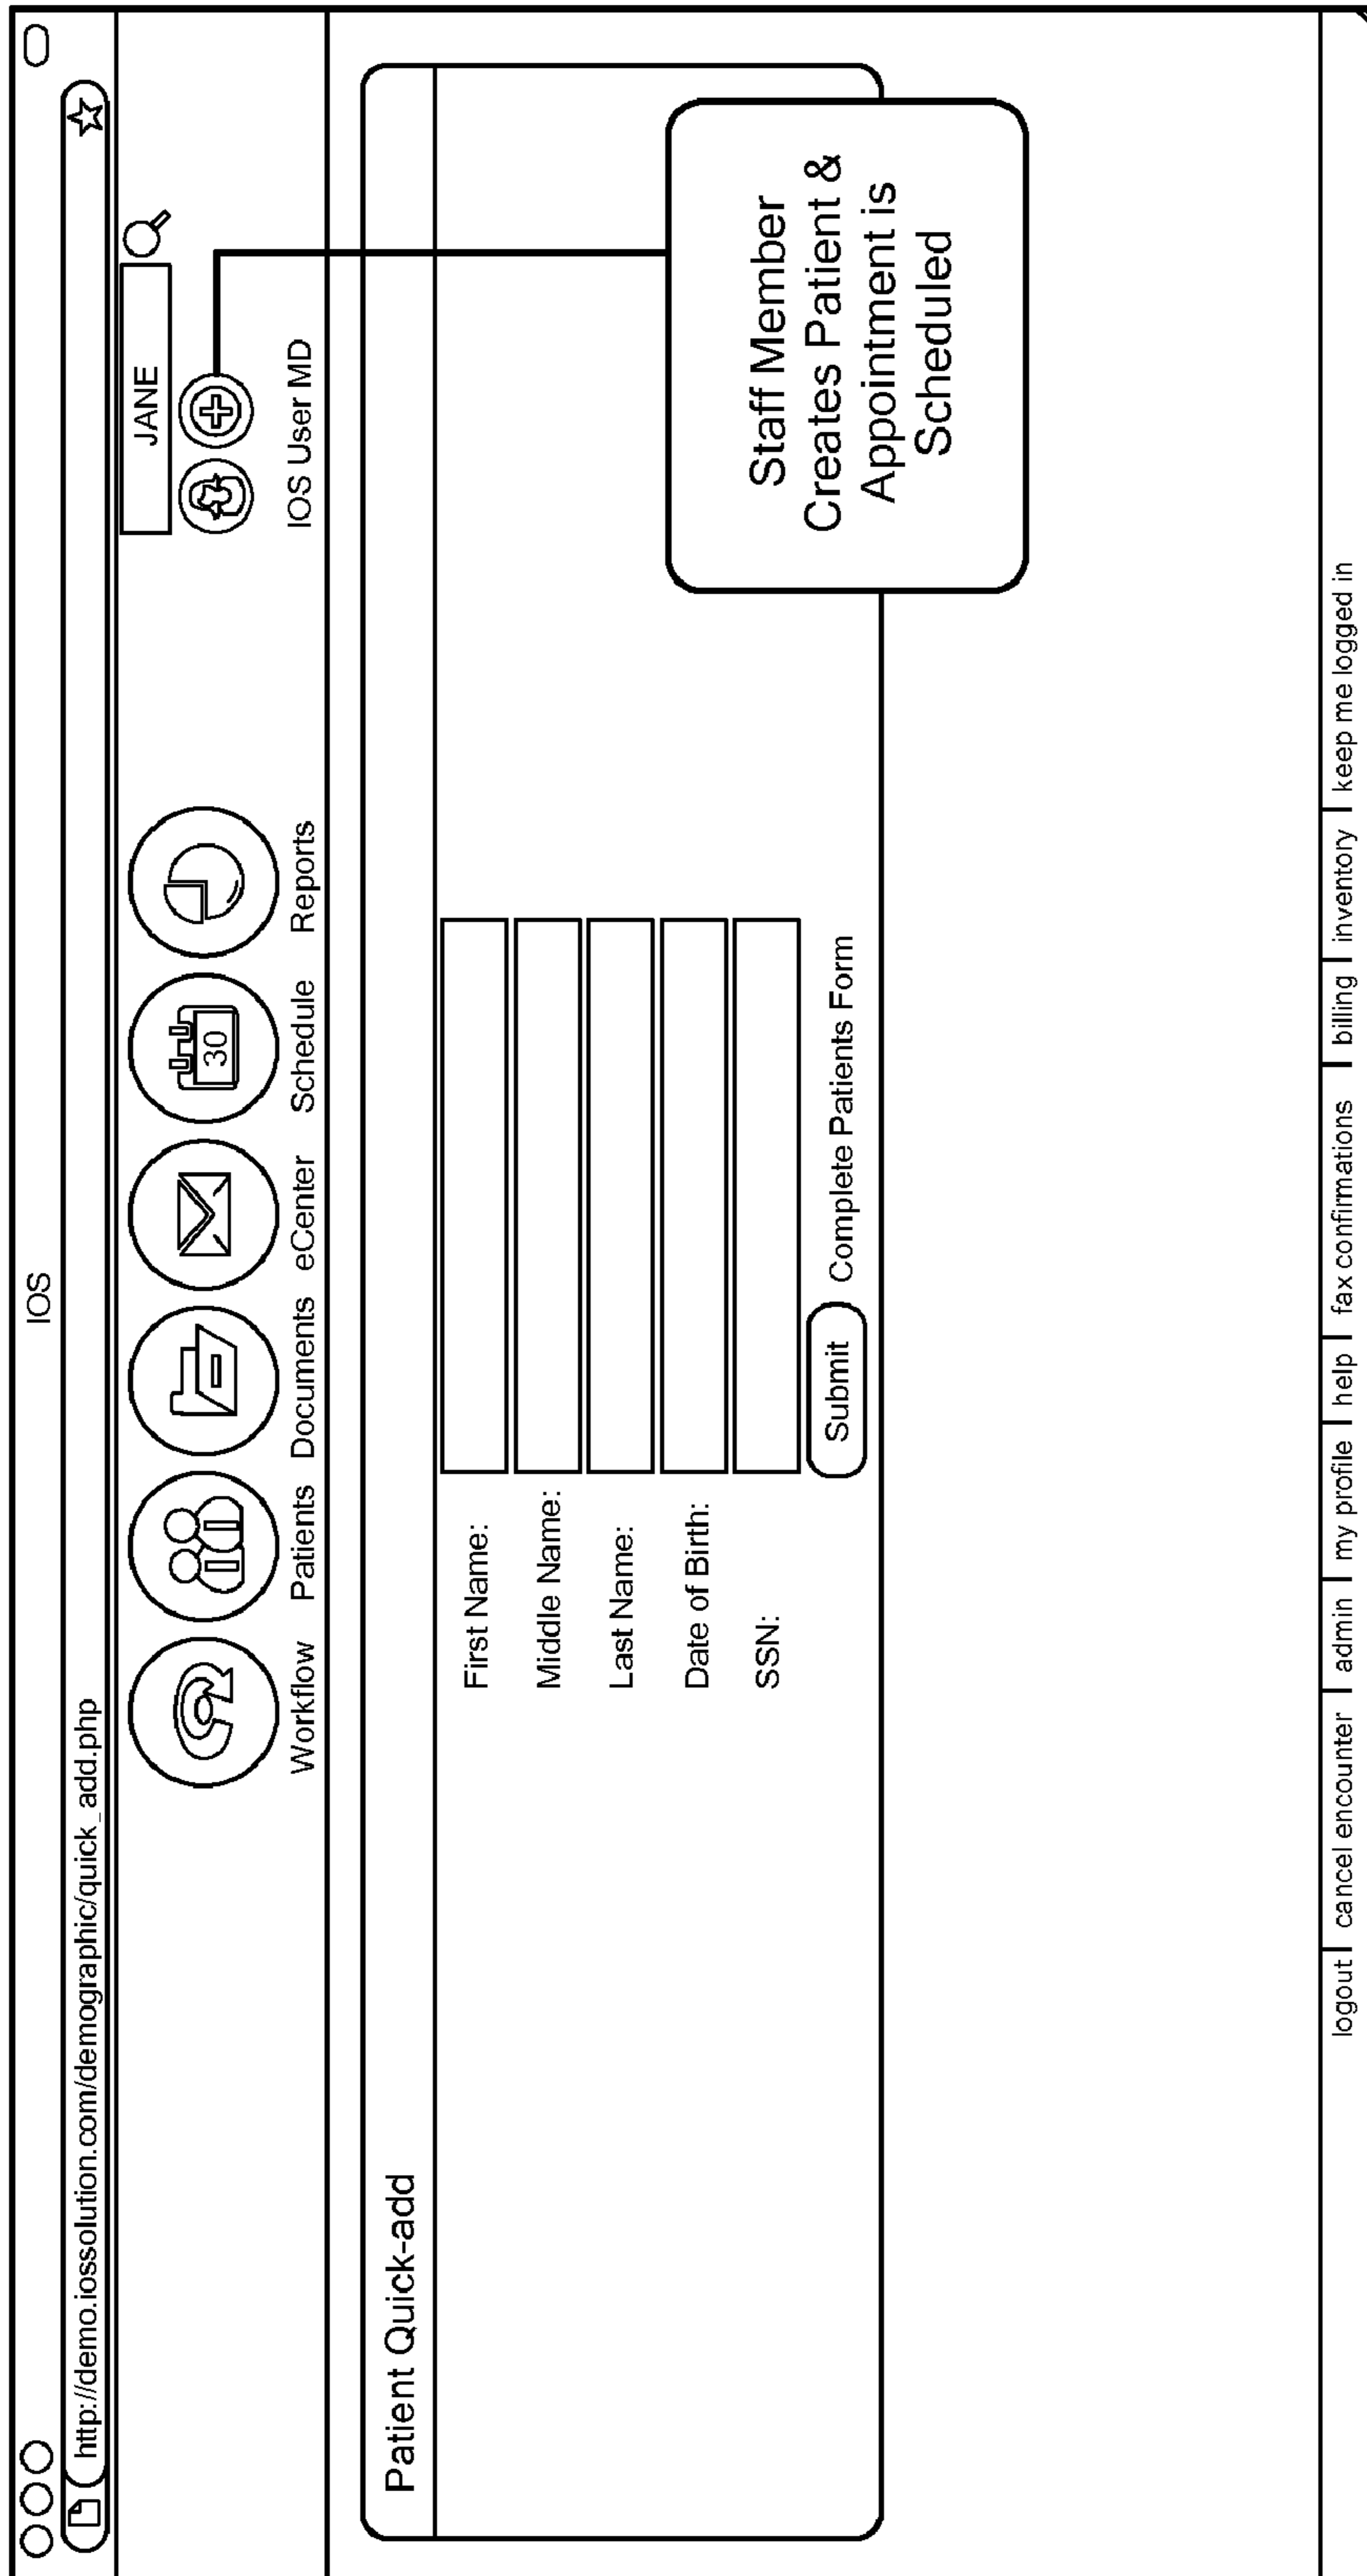 IOS
http://demo.iossolution.com/demographic/quick_add.php
JANE
Workflow Patients Documents eCenter Schedule Reports
30
IOS User MD
Patient Quick-add
First Name:
Middle Name:
Last Name:
Date of Birth:
SSN:
Submit Complete Patients Form
Staff Member
Creates Patient &
Appointment is
Scheduled
logout | cancel encounter | admin | my profile | help | fax confirmations | billing | inventory | keep me logged in